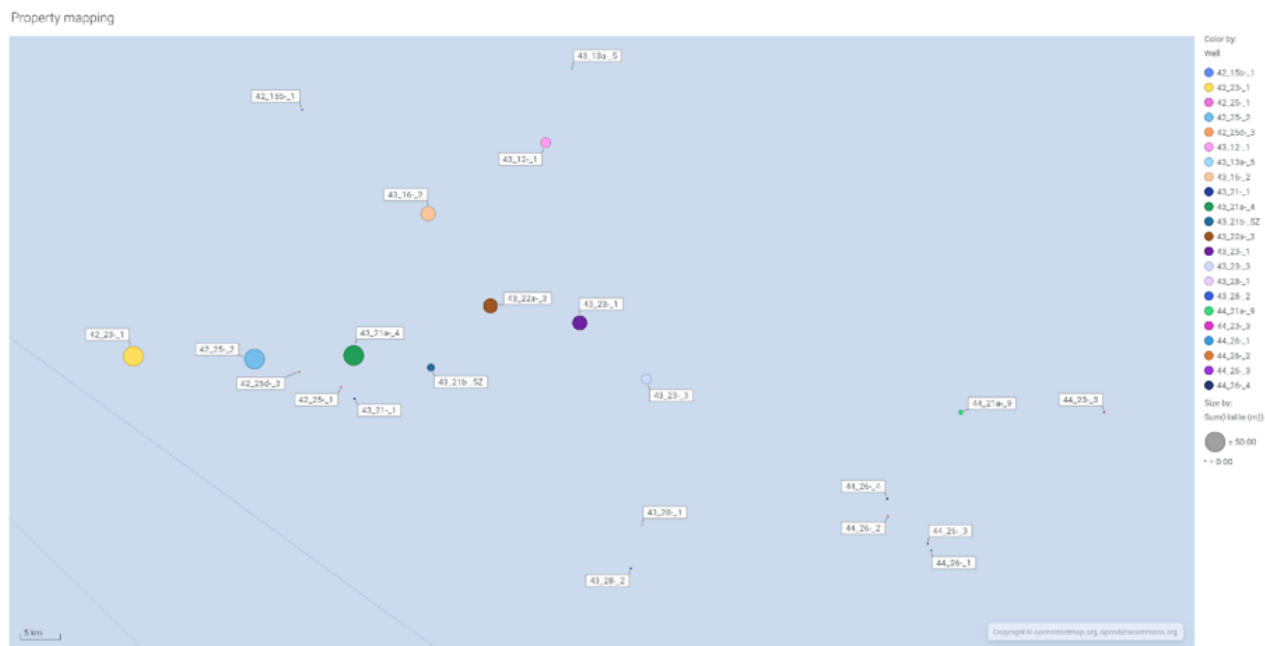 Property mapping
43_13a-_5
42_15b-_1
43_12-_1
43_16-_2
43_22a-_3
43_23-_1
42_23-_1
42_25-_2
43_21a-_4
42_25d-_3
43_21b-_5Z
42_25-_1
43_21-_1
43_23-_3
44_21a-_9
44_23-_3
44_26-_4
44_26-_2
44_26-_3
44_26-_1
43_28-_1
43_28-_2
5 km
Copyright © openstreetmap.org, opendatacommons.org
Color by:
Well
42_15b-_1
42_23-_1
42_25-_1
42_25-_2
42_25d-_3
43_12-_1
43_13a-_5
43_16-_2
43_21-_1
43_21a-_4
43_21b-_5Z
43_22a-_3
43_23-_1
43_23-_3
43_28-_1
43_28-_2
44_21a-_9
44_23-_3
44_26-_1
44_26-_2
44_26-_3
44_26-_4
Size by:
Sum(Halite (m))
≥ 50.00
0.00